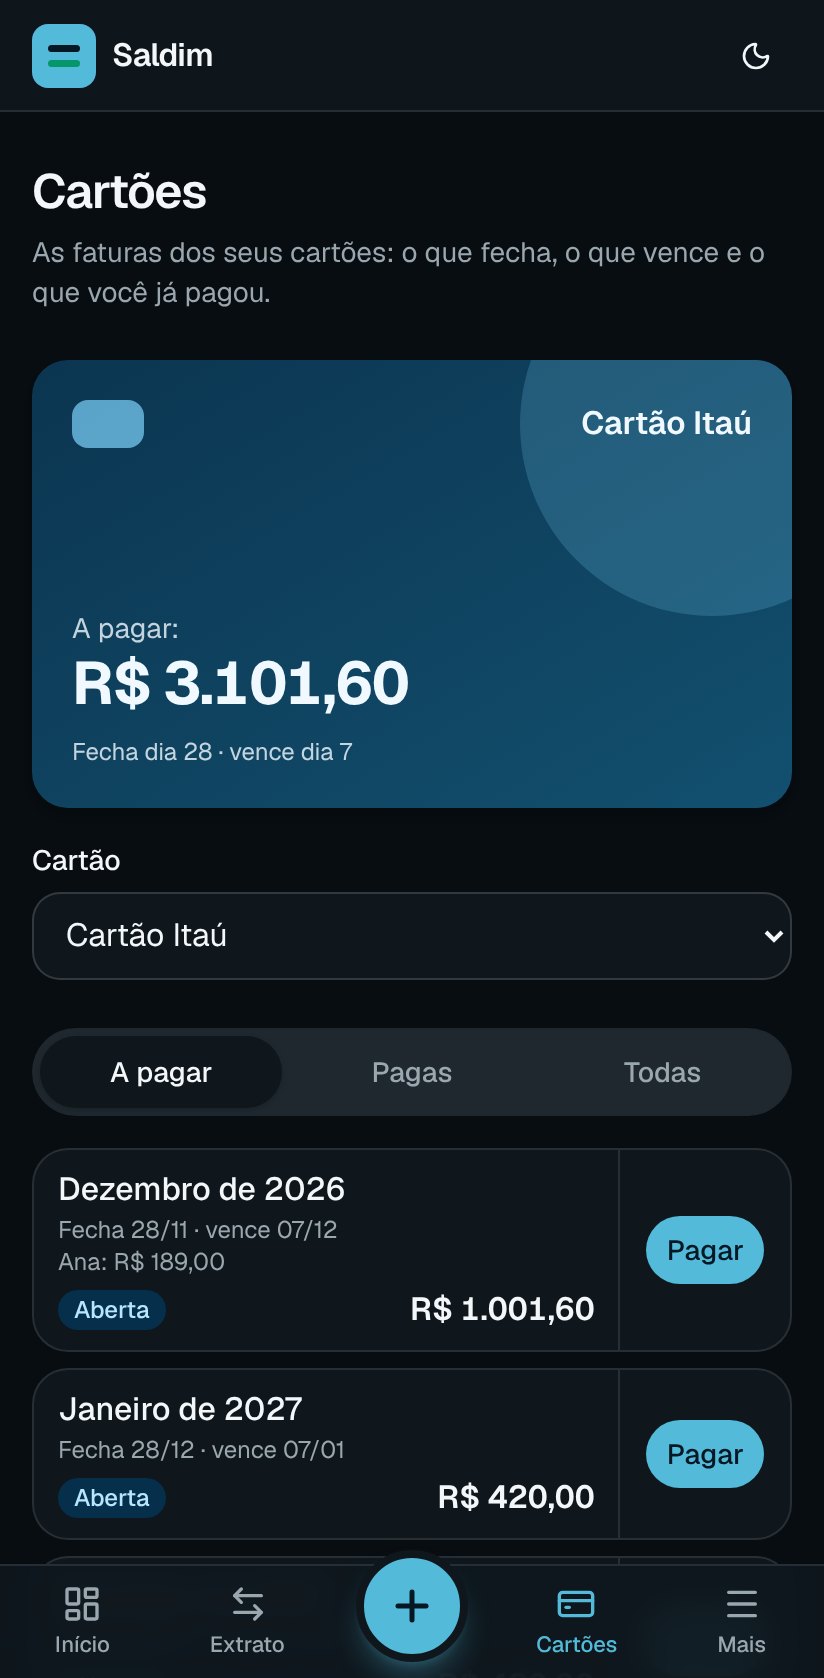 Saldim
Cartões
As faturas dos seus cartões: o que fecha, o que vence e o
que você já pagou.
Cartão Itaú
A pagar:
R$ 3.101,60
Fecha dia 28 · vence dia 7
Cartão
Cartão Itaú
A pagar
Pagas
Todas
Dezembro de 2026
Fecha 28/11 · vence 07/12
Ana: R$ 189,00
Aberta
R$ 1.001,60
Pagar
Janeiro de 2027
Fecha 28/12 · vence 07/01
Aberta
R$ 420,00
Pagar
Início
Extrato
Cartões
Mais